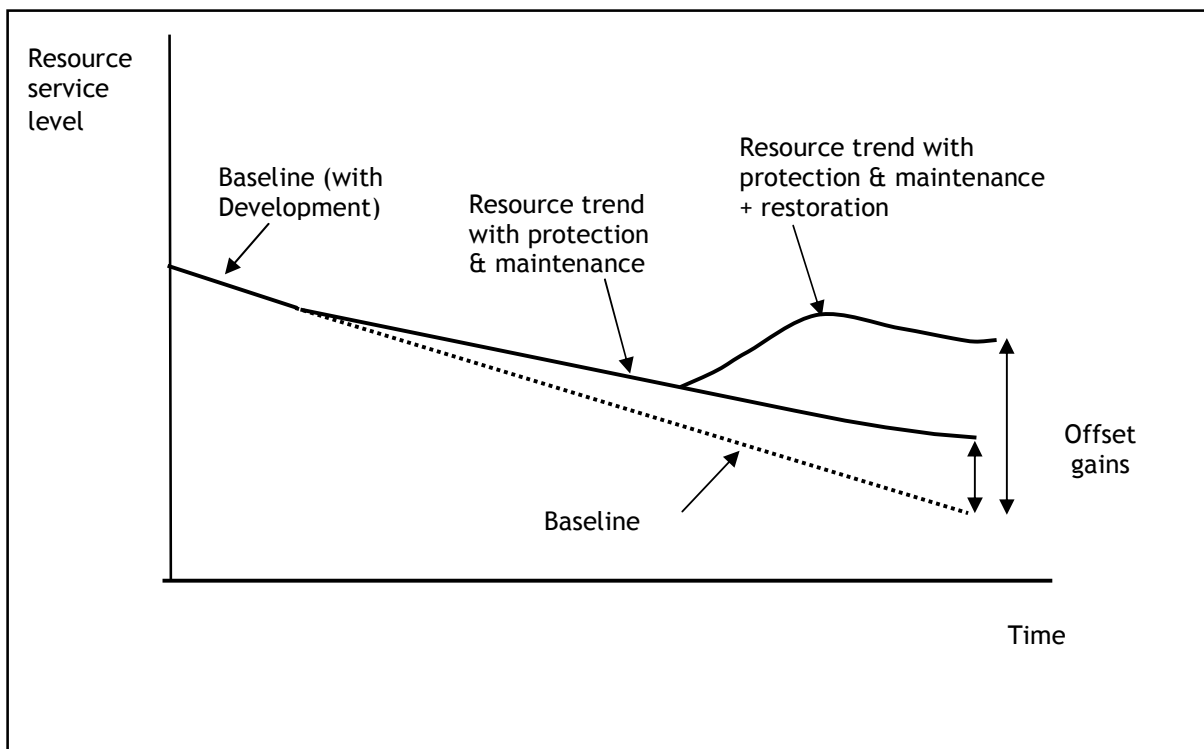 Resource
service
level
Baseline (with
Development)
Resource trend
with protection
& maintenance
Resource trend with
protection & maintenance
+ restoration
Offset
gains
Baseline
Time